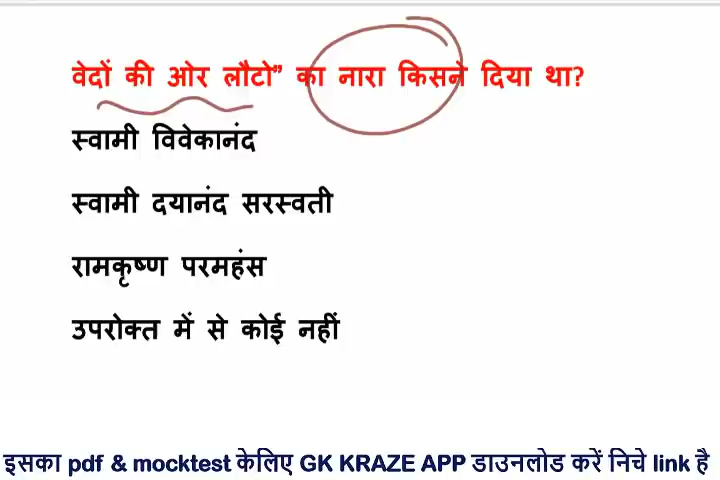 वेदों की ओर लौटो” का नारा किसने दिया था?
स्वामी विवेकानंद
स्वामी दयानंद सरस्वती
रामकृष्ण परमहंस
उपरोक्त में से कोई नहीं
इसका pdf & mocktest केलिए GK KRAZE APP डाउनलोड करें निचे link है